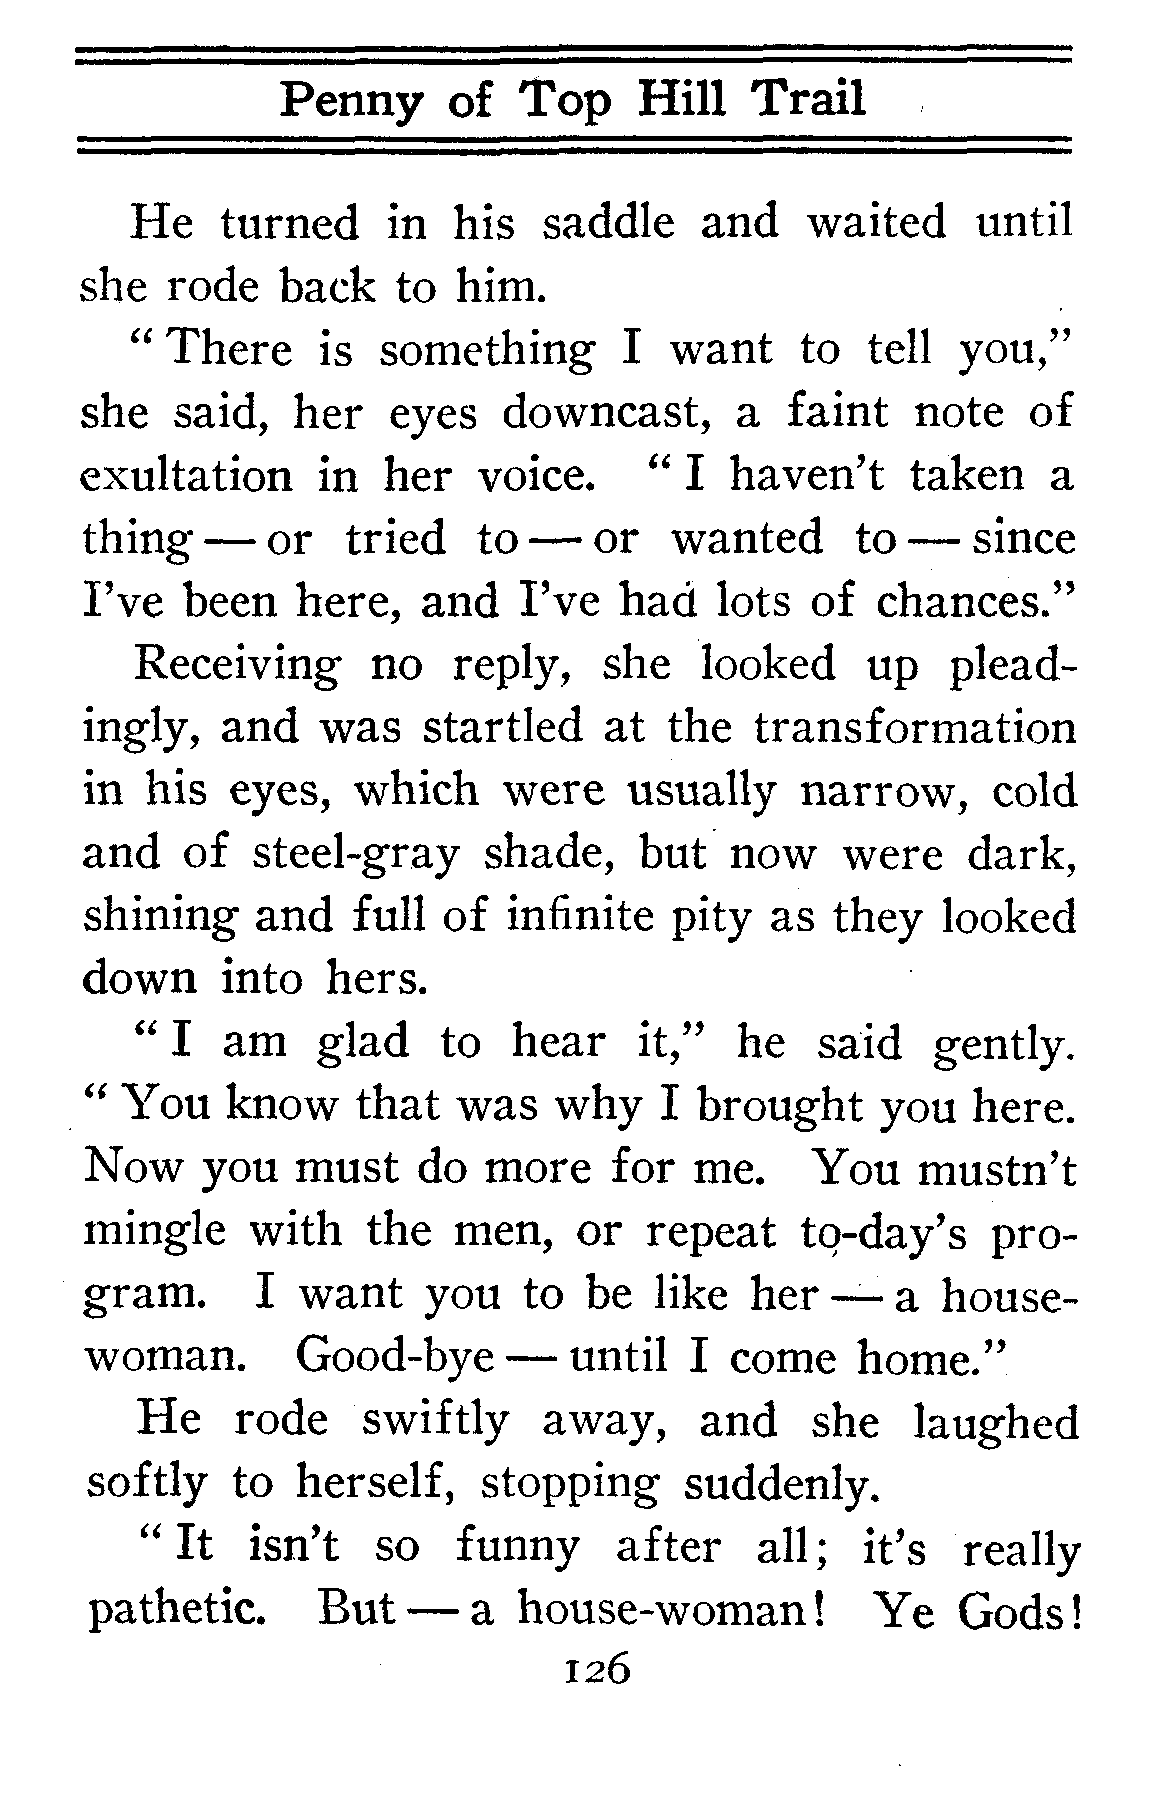 Penny of Top Hill Trail
He turned in his saddle and waited until
she rode back to him.
“ There is something I want to tell you,”
she said, her eyes downcast, a faint note of
exultation in her voice. “ I haven’t taken a
thing — or tried to — or wanted to — since
I’ve been here, and I’ve had lots of chances.”
Receiving no reply, she looked up plead-
ingly, and was startled at the transformation
in his eyes, which were usually narrow, cold
and of steel-gray shade, but now were dark,
shining and full of infinite pity as they looked
down into hers.
“ I am glad to hear it,” he said gently.
“ You know that was why I brought you here.
Now you must do more for me. You mustn’t
mingle with the men, or repeat to-day’s pro-
gram. I want you to be like her — a house-
woman. Good-bye — until I come home.”
He rode swiftly away, and she laughed
softly to herself, stopping suddenly.
“ It isn’t so funny after all; it’s really
pathetic. But — a house-woman! Ye Gods!
126